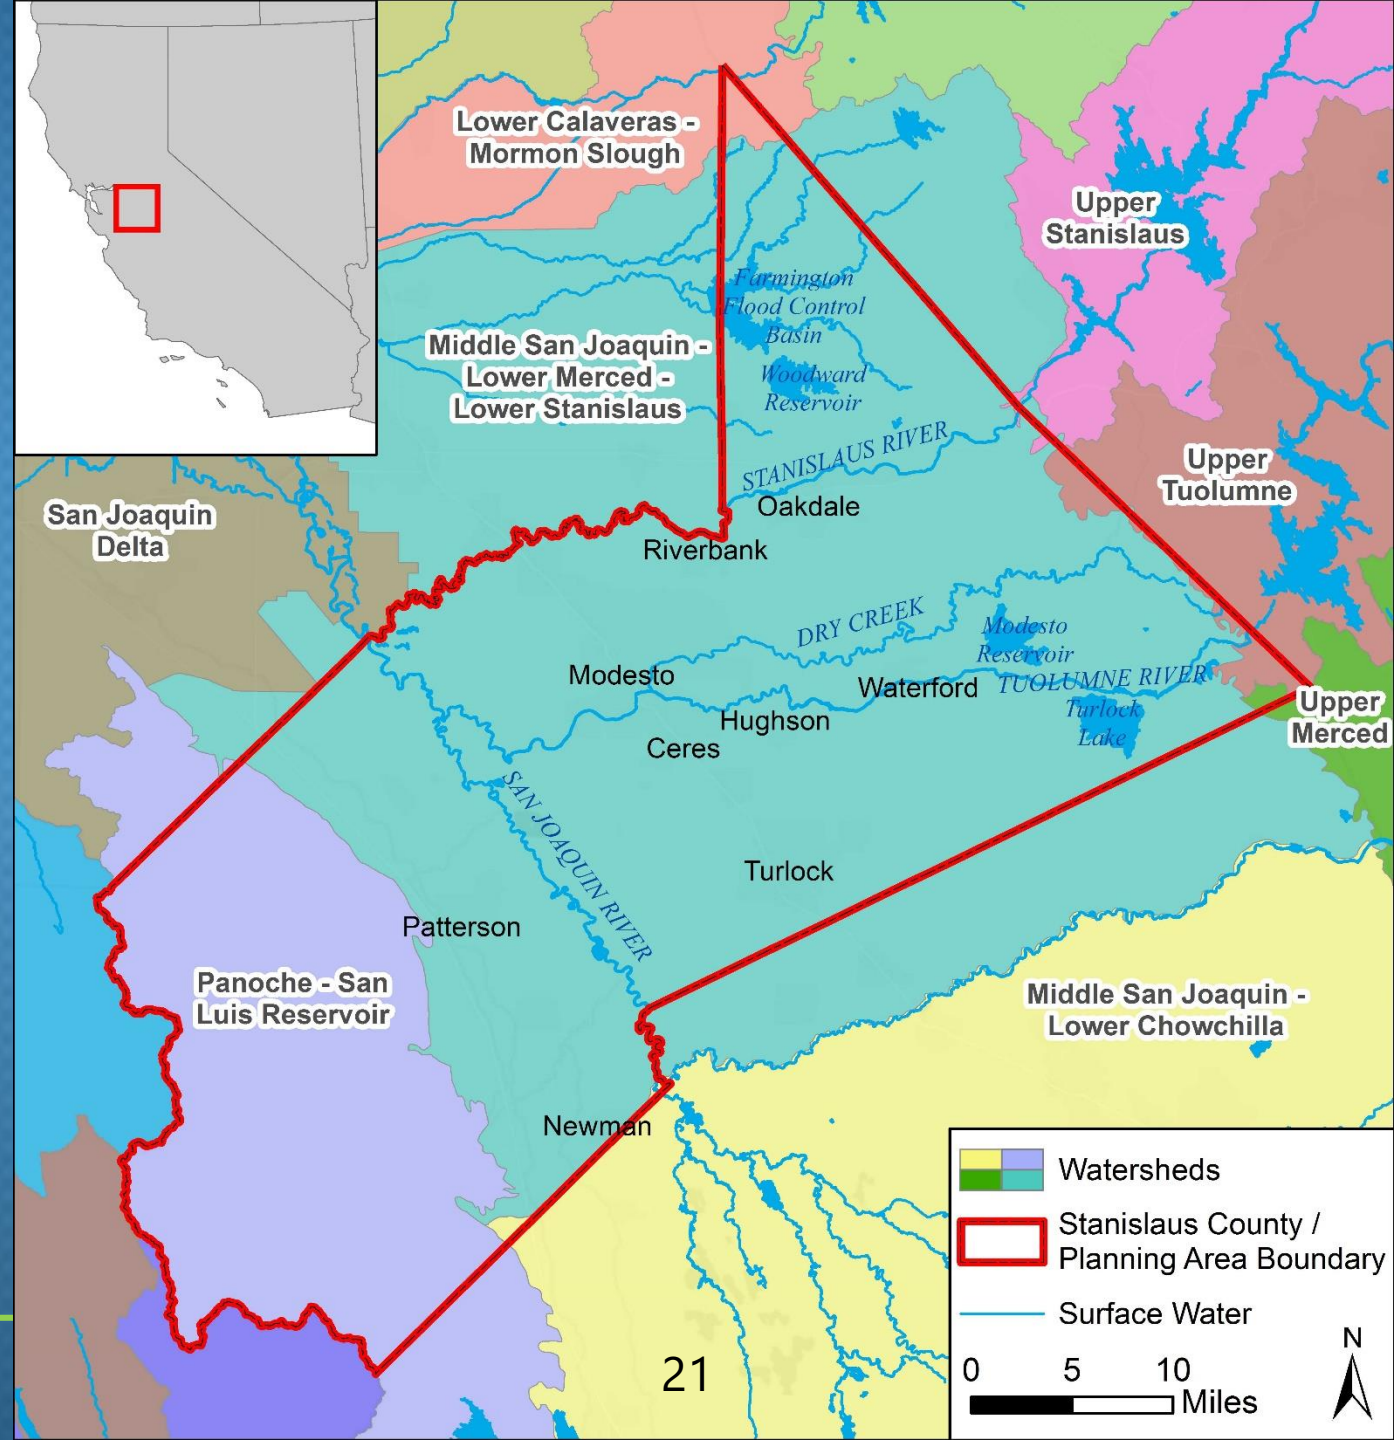 Lower Calaveras -
Mormon Slough
Upper
Stanislaus
Farmington
Flood Control
Basin
Middle San Joaquin -
Lower Merced -
Lower Stanislaus
Woodward
Reservoir
STANISLAUS RIVER
Upper
Tuolumne
San Joaquin
Delta
Oakdale
Riverbank
DRY CREEK
Modesto
Reservoir
Modesto
Waterford
TUOLUMNE RIVER
Hughson
Turlock
Lake
Upper
Merced
Ceres
SAN JOAQUIN RIVER
Turlock
Patterson
Panoche - San
Luis Reservoir
Middle San Joaquin -
Lower Chowchilla
Newman
Watersheds
Stanislaus County /
Planning Area Boundary
Surface Water
N
0 5 10
Miles
21